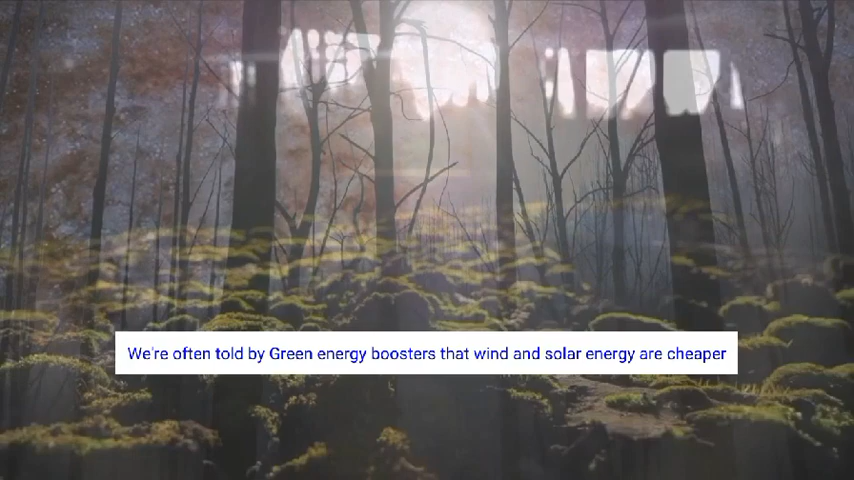 We're often told by Green energy boosters that wind and solar energy are cheaper